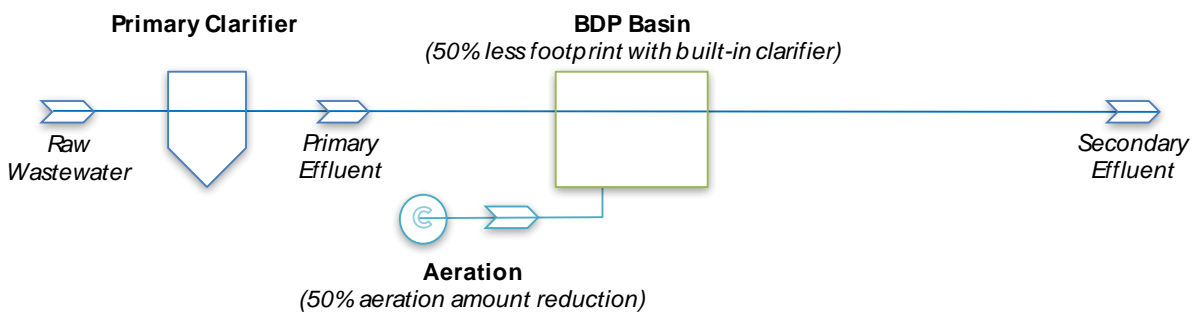 Primary Clarifier
BDP Basin
(50% less footprint with built-in clarifier)
Raw
Wastewater
Primary
Effluent
Secondary
Effluent
C
Aeration
(50% aeration amount reduction)